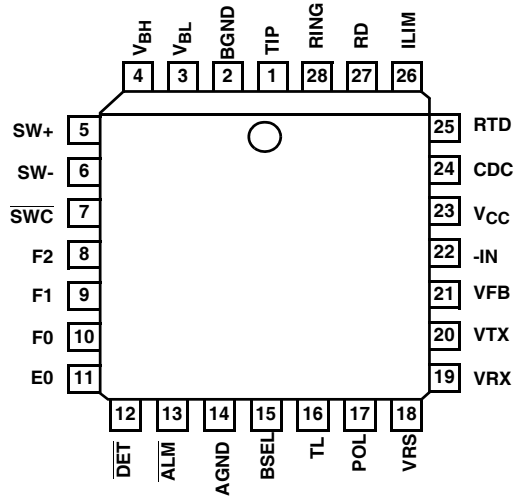 VBH VBL BGND TIP RING RD ILIM
4 3 2 1 28 27 26
SW+ 5
SW- 6
SWC 7
F2 8
F1 9
F0 10
E0 11
25 RTD
24 CDC
23 VCC
22 -IN
21 VFB
20 VTX
19 VRX
12 13 14 15 16 17 18
DET ALM AGND BSEL TL POL VRS